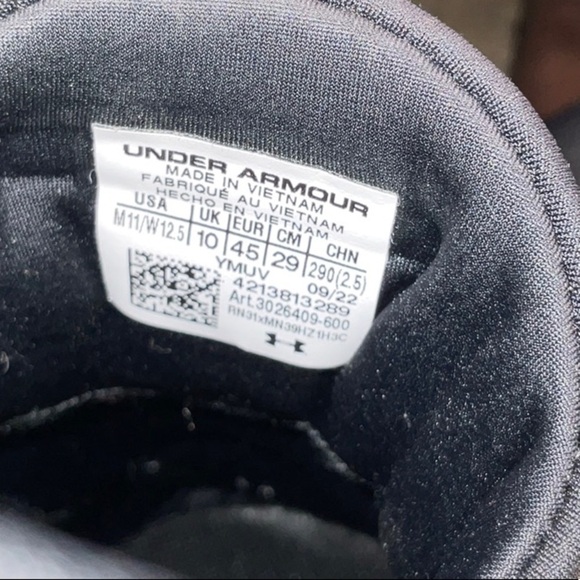 UNDER ARMOUR
MADE IN VIETNAM
FABRIQUÉ AU VIETNAM
HECHO EN VIETNAM
USA UK EUR CM CHN
M11/W12.5 10 45 29 290(2.5)
YMUV 09/22
4213813289
Art.3026409-600
RN31xMN39HZ1H3C